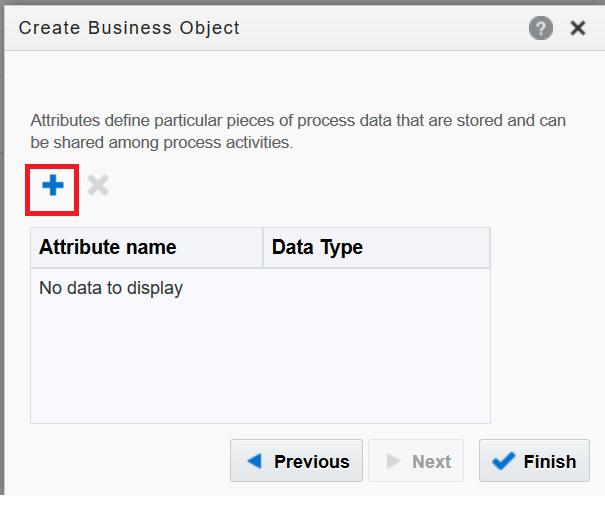 Create Business Object
?
Attributes define particular pieces of process data that are stored and can
be shared among process activities.
Attribute name Data Type
No data to display
Previous Next Finish